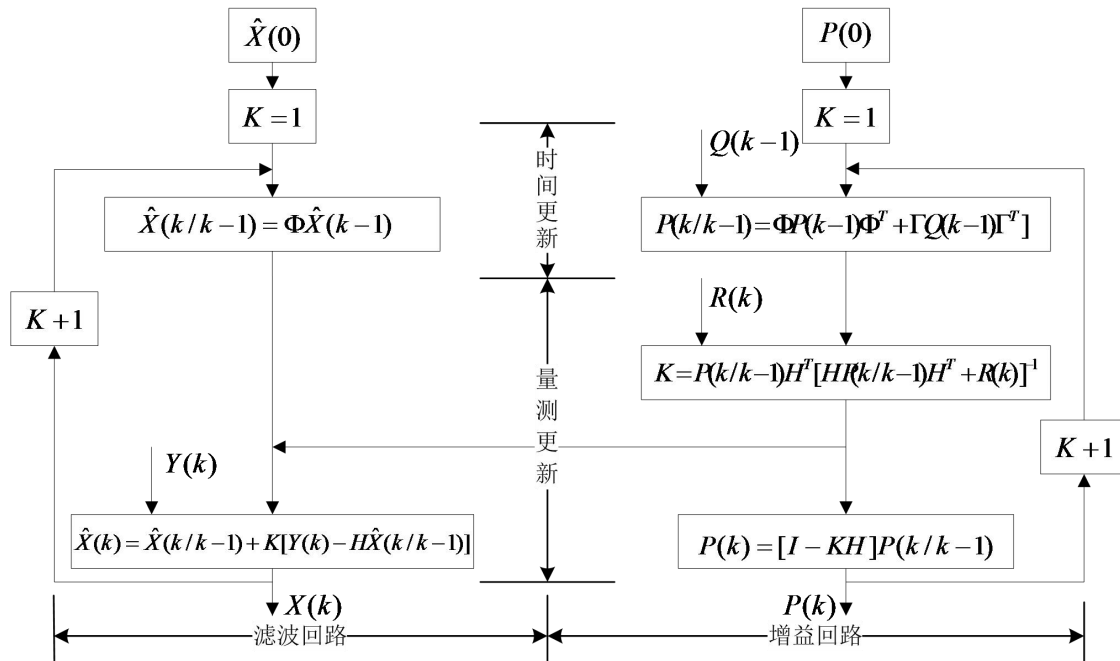 X̂(0)
P(0)
K=1
K=1
Q(k−1)
时间更新
X̂(k/k−1)=ΦX̂(k−1)
P(k/k−1)=ΦP(k−1)Φ^T+ΓQ(k−1)Γ^T]
K+1
R(k)
K=P(k/k−1)H^T[HP(k/k−1)H^T+R(k)]^-1
量测更新
K+1
Y(k)
X̂(k)=X̂(k/k−1)+K[Y(k)−HX̂(k/k−1)]
P(k)=[I−KH]P(k/k−1)
X(k)
P(k)
滤波回路
增益回路